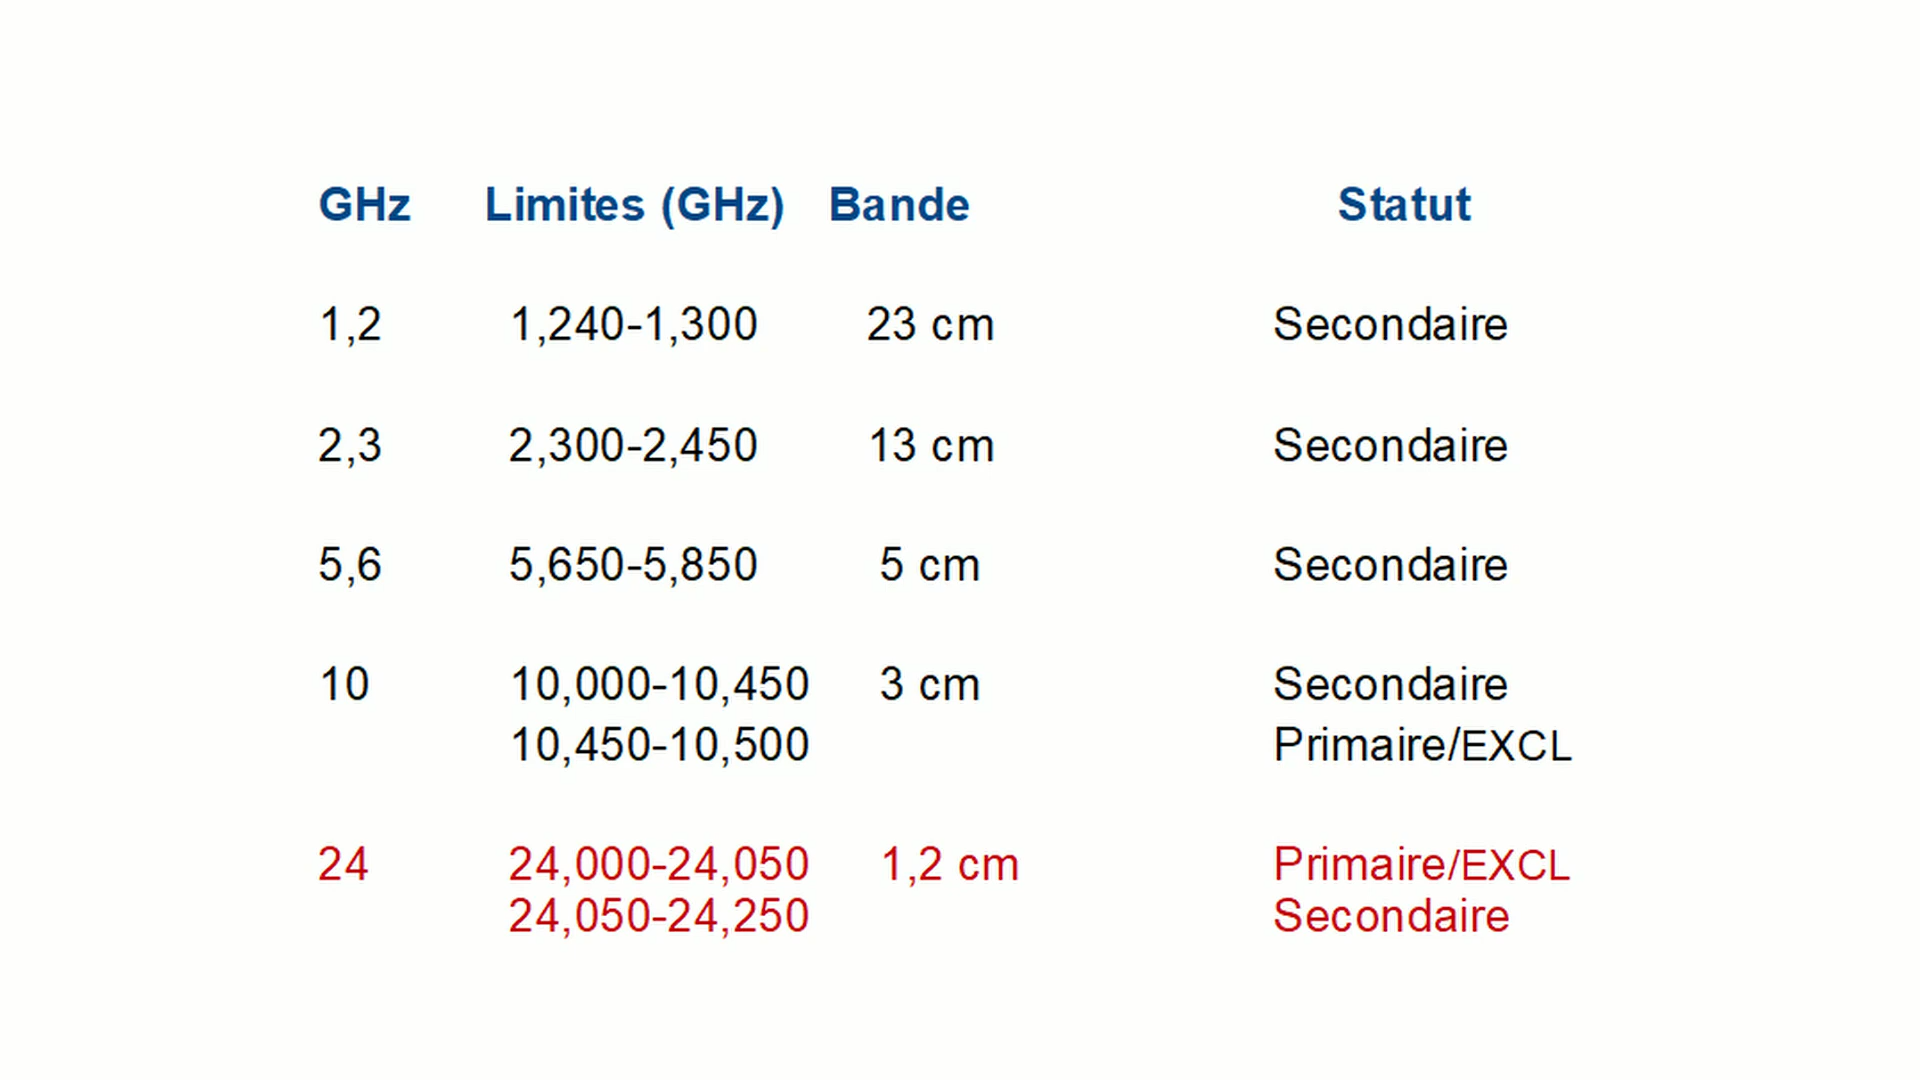 GHz Limites (GHz) Bande Statut
1,2 1,240-1,300 23 cm Secondaire
2,3 2,300-2,450 13 cm Secondaire
5,6 5,650-5,850 5 cm Secondaire
10 10,000-10,450 3 cm Secondaire
10,450-10,500 Primaire/EXCL
24 24,000-24,050 1,2 cm Primaire/EXCL
24,050-24,250 Secondaire